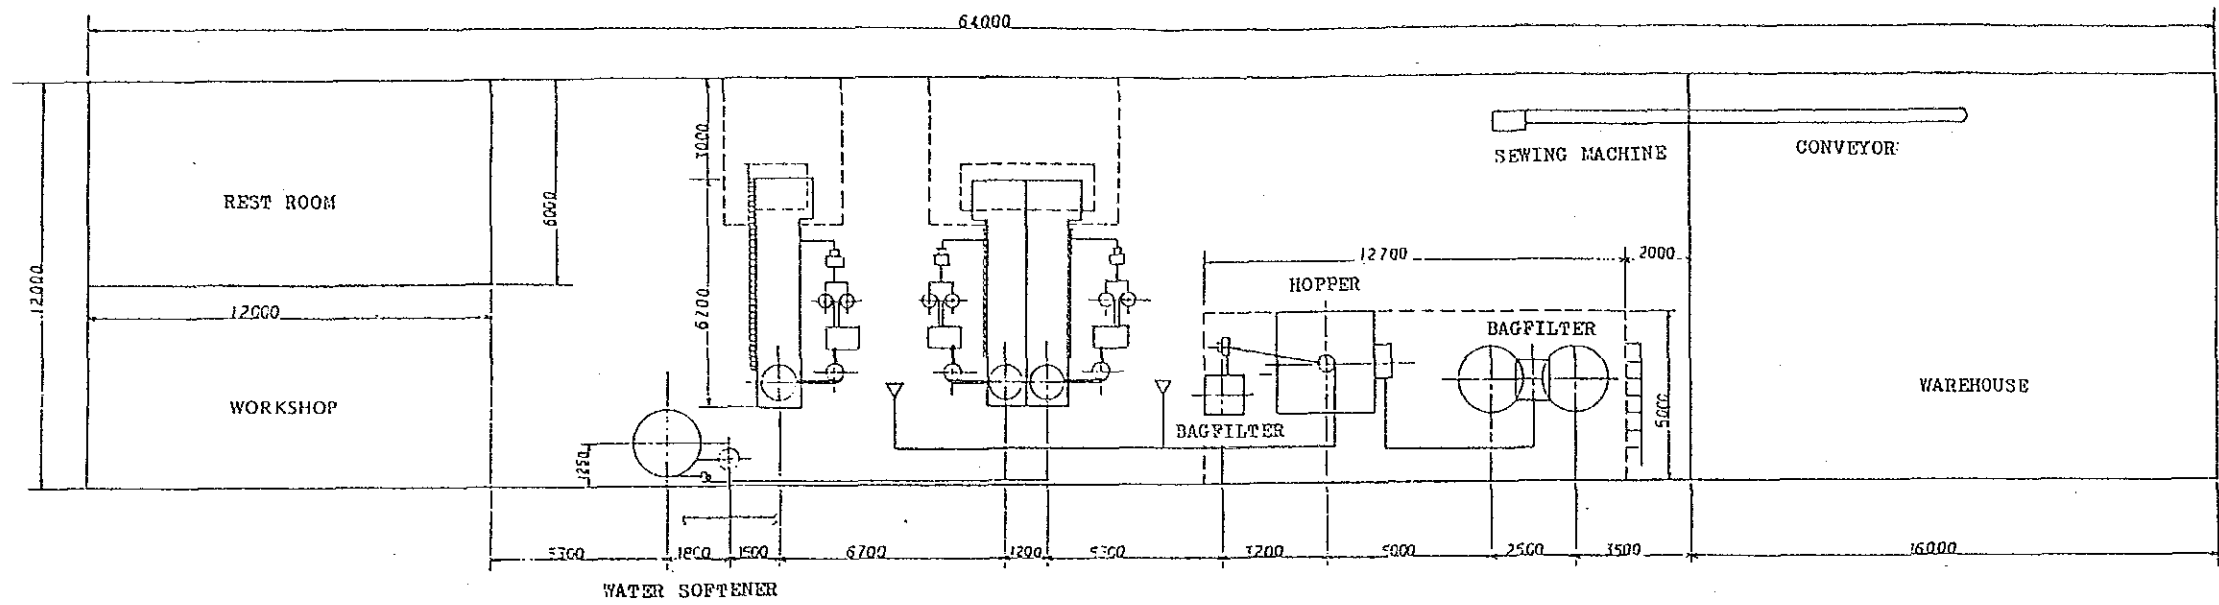 64000
3000
SEWING MACHINE
CONVEYOR
REST ROOM
6000
12700
2000
12000
HOPPER
12000
6700
BAGFILTER
WAREHOUSE
WORKSHOP
5000
BAGFILTER
1250
5300
1800
1500
6700
1200
5300
3200
5000
2500
3500
16000
WATER SOFTENER